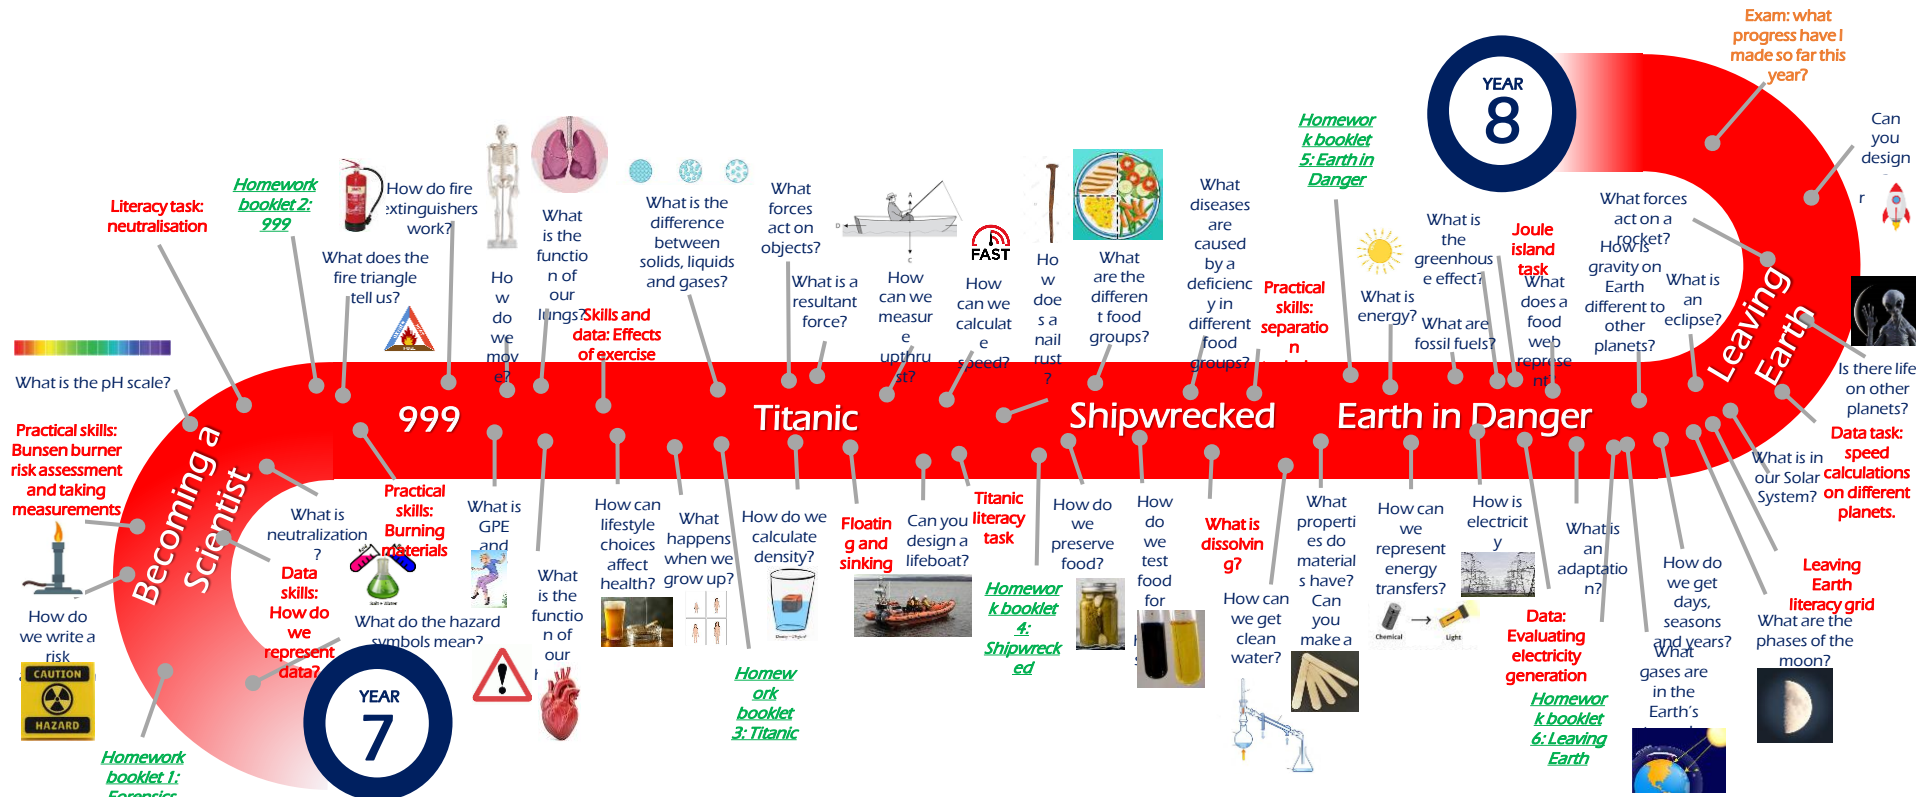 Exam: what
progress have I
made so far this
year?
YEAR
8
Can
you
design
r
Homewor
k booklet
5: Earth in
Danger
Literacy task:
neutralisation
Homework
booklet 2:
999
How do fire
extinguishers
work?
What does the
fire triangle
tell us?
Ho
w
do
we
mov
e?
What
is the
functio
n of
our
lungs?
Skills and
data: Effects
of exercise
What is the
difference
between
solids, liquids
and gases?
What
forces
act on
objects?
What is a
resultant
force?
How
can we
measur
e
upthru
st?
FAST
How
can we
calculat
e
speed?
Ho
w
doe
s a
nail
rust
?
What
are the
differen
t food
groups?
What
diseases
are
caused
by a
deficienc
y in
different
food
groups?
Practical
skills:
separatio
n
What is
energy?
What is
the
greenhous
e effect?
What are
fossil fuels?
Joule
island
task
What
does a
food
web
represe
nt
What forces
act on a
rocket?
How is
gravity on
Earth
different to
other
planets?
What is
an
eclipse?
Leaving
Earth
Is there life
on other
planets?
Data task:
speed
calculations
on different
planets.
What is in
our Solar
System?
What is the pH scale?
Practical skills:
Bunsen burner
risk assessment
and taking
measurements
How do
we write a
risk
CAUTION
HAZARD
Homework
booklet 1:
Forensics
Becoming a
Scientist
999
Titanic
Shipwrecked
Earth in Danger
What is
neutralization
?
Data
skills:
How do
we
represent
data?
Practical
skills:
Burning
materials
What do the hazard
symbols mean?
YEAR
7
What is
GPE
and
What
is the
functio
n of
our
How can
lifestyle
choices
affect
health?
What
happens
when we
grow up?
Homew
ork
booklet
3: Titanic
How do we
calculate
density?
Floatin
g and
sinking
Can you
design a
lifeboat?
Titanic
literacy
task
Homewor
k booklet
4:
Shipwreck
ed
How do
we
preserve
food?
How
do
we
test
food
for
What is
dissolvin
g?
How can
we get
clean
water?
What
properti
es do
material
s have?
Can
you
make a
How can
we
represent
energy
transfers?
Chemical
Light
How is
electricit
y
Data:
Evaluating
electricity
generation
Homewor
k booklet
6: Leaving
Earth
What is
an
adaptatio
n?
What
gases are
in the
Earth's
How do
we get
days,
seasons
and years?
Leaving
Earth
literacy grid
What are the
phases of the
moon?